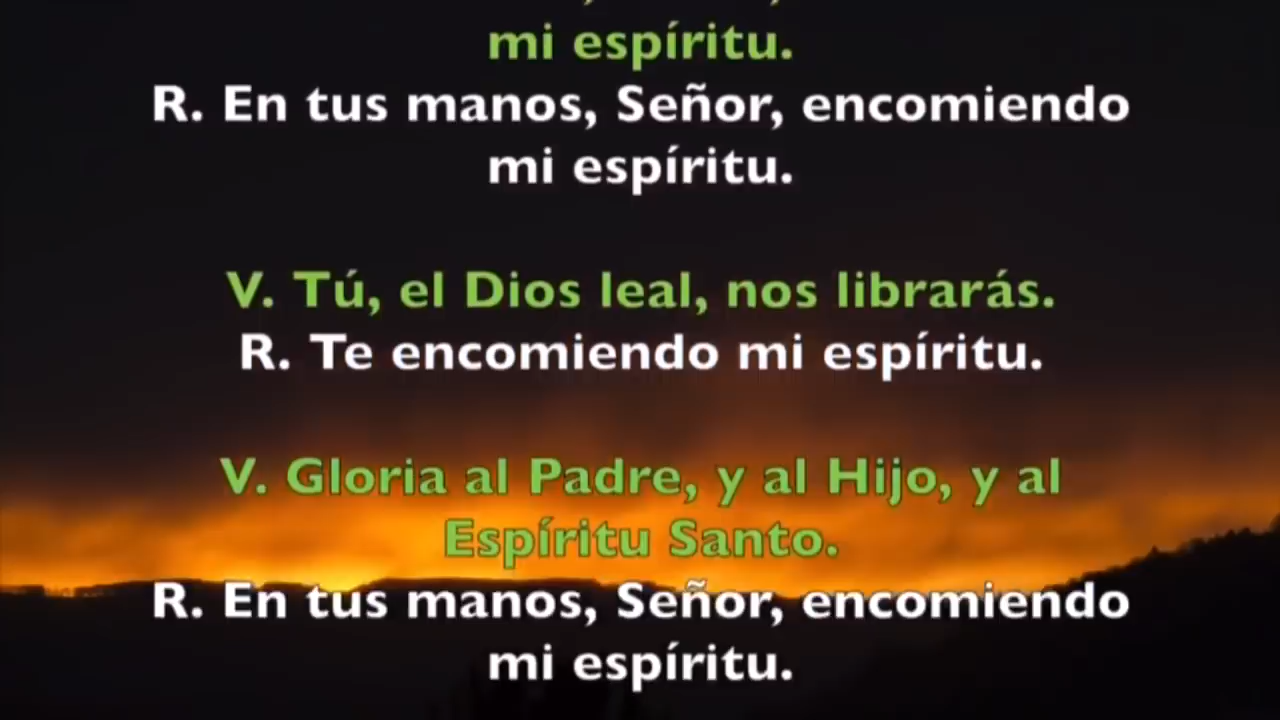 mi espíritu.
R. En tus manos, Señor, encomiendo
mi espíritu.
V. Tú, el Dios leal, nos librarás.
R. Te encomiendo mi espíritu.
V. Gloria al Padre, y al Hijo, y al
Espíritu Santo.
R. En tus manos, Señor, encomiendo
mi espíritu.